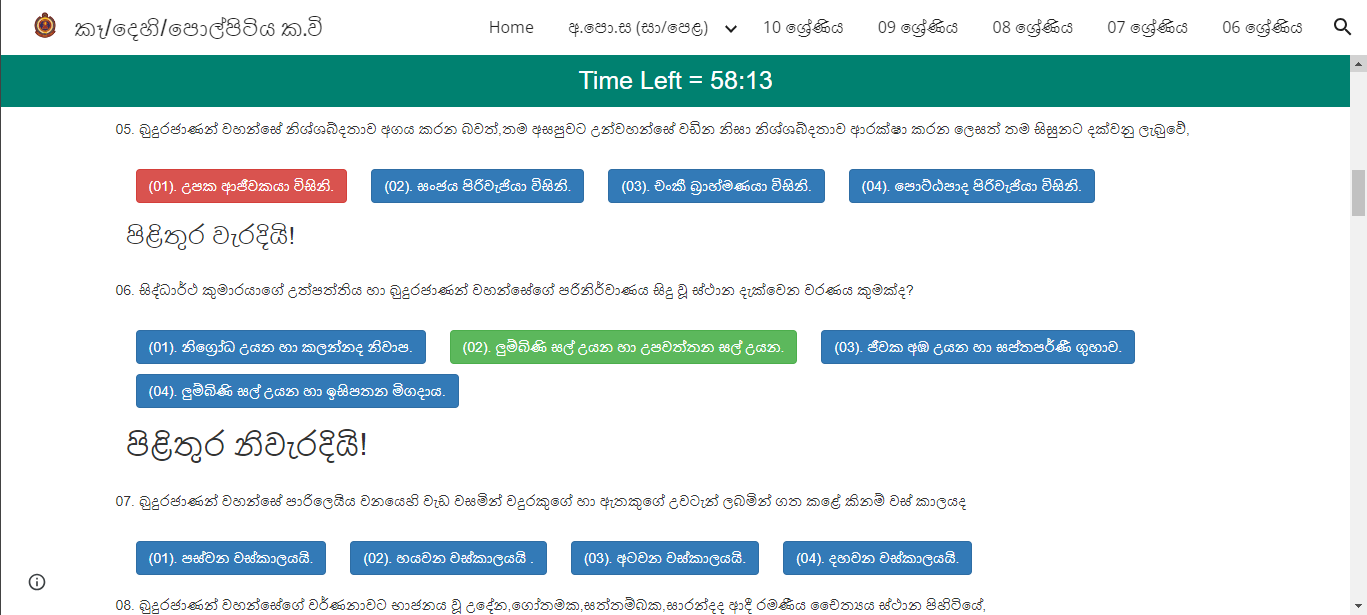 කෑ/දෙහි/පොල්පිටිය ක.වි Home අ.පො.ස (සා/පෙළ) 10 ශ්‍රේණිය 09 ශ්‍රේණිය 08 ශ්‍රේණිය 07 ශ්‍රේණිය 06 ශ්‍රේණිය
Time Left = 58:13
05. බුදුරජාණන් වහන්සේ නිශ්ශබ්දතාව අගය කරන බවත්,තම අසපුවට උන්වහන්සේ වඩින නිසා නිශ්ශබ්දතාව ආරක්ෂා කරන ලෙසත් තම සිසුනට දක්වනු ලැබුවේ,
(01). උපක ආජීවකයා විසිනි. (02). සංජය පිරිවැජියා විසිනි. (03). චංකී බ්‍රාහ්මණයා විසිනි. (04). පොට්ඨපාද පිරිවැජියා විසිනි.
පිළිතුර වැරදියි!
06. සිද්ධාර්ථ කුමාරයාගේ උත්පත්තිය හා බුදුරජාණන් වහන්සේගේ පරිනිර්වාණය සිදු වූ ස්ථාන දැක්වෙන වරණය කුමක්ද?
(01). නිග්‍රෝධ උයන හා කලන්නද නිවාප. (02). ලුම්බිණි සල් උයන හා උපවත්තන සල් උයන. (03). ජීවක අඹ උයන හා සප්තපර්ණී ගුහාව.
(04). ලුම්බිණි සල් උයන හා ඉසිපතන මිගදාය.
පිළිතුර නිවැරදියි!
07. බුදුරජාණන් වහන්සේ පාරිලෙයිය වනයෙහි වැඩ වසමින් වඳුරකුගේ හා ඇතකුගේ උවටැන් ලබමින් ගත කළේ කිනම් වස් කාලයද
(01). පස්වන වස්කාලයයි. (02). හයවන වස්කාලයයි . (03). අටවන වස්කාලයයි. (04). දහවන වස්කාලයයි.
08. බුදුරජාණන් වහන්සේගේ වර්ණනාවට භාජනය වූ උදේන,ගෝතමක,සත්තම්බක,සාරන්දද ආදී රමණීය චෛත්‍යය ස්ථාන පිහිටියේ,